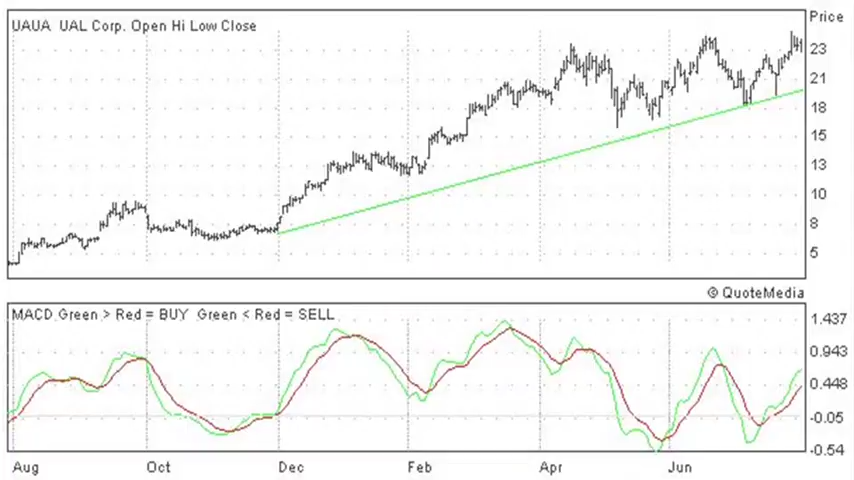 UAUA UAL Corp. Open Hi Low Close
Price
23
21
18
15
13
10
8
5
© QuoteMedia
MACD Green > Red = BUY Green < Red = SELL
1.437
0.943
0.448
-0.05
-0.54
Aug Oct Dec Feb Apr Jun